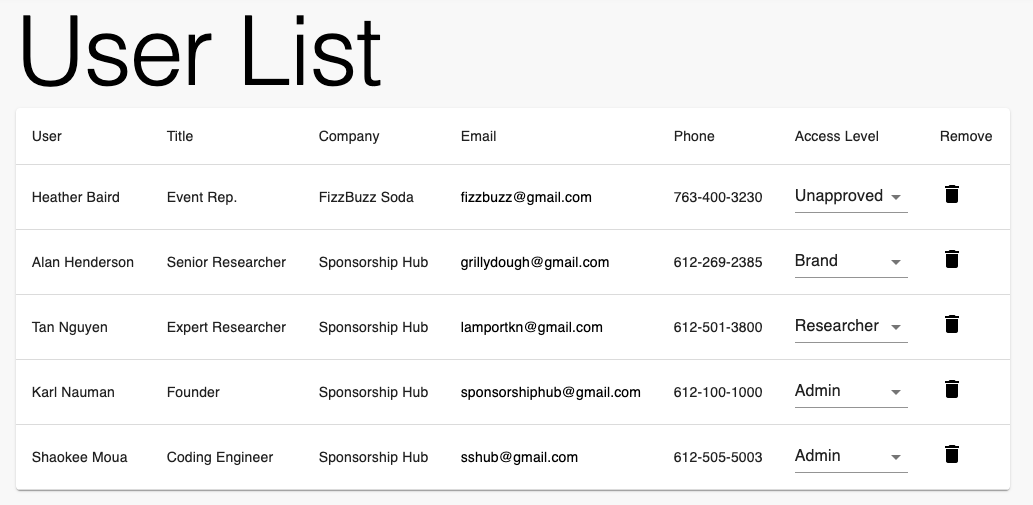 User List
User Title Company Email Phone Access Level Remove
Heather Baird Event Rep. FizzBuzz Soda fizzbuzz@gmail.com 763-400-3230 Unapproved
Alan Henderson Senior Researcher Sponsorship Hub grillydough@gmail.com 612-269-2385 Brand
Tan Nguyen Expert Researcher Sponsorship Hub lamportkn@gmail.com 612-501-3800 Researcher
Karl Nauman Founder Sponsorship Hub sponsorshiphub@gmail.com 612-100-1000 Admin
Shaokee Moua Coding Engineer Sponsorship Hub sshub@gmail.com 612-505-5003 Admin